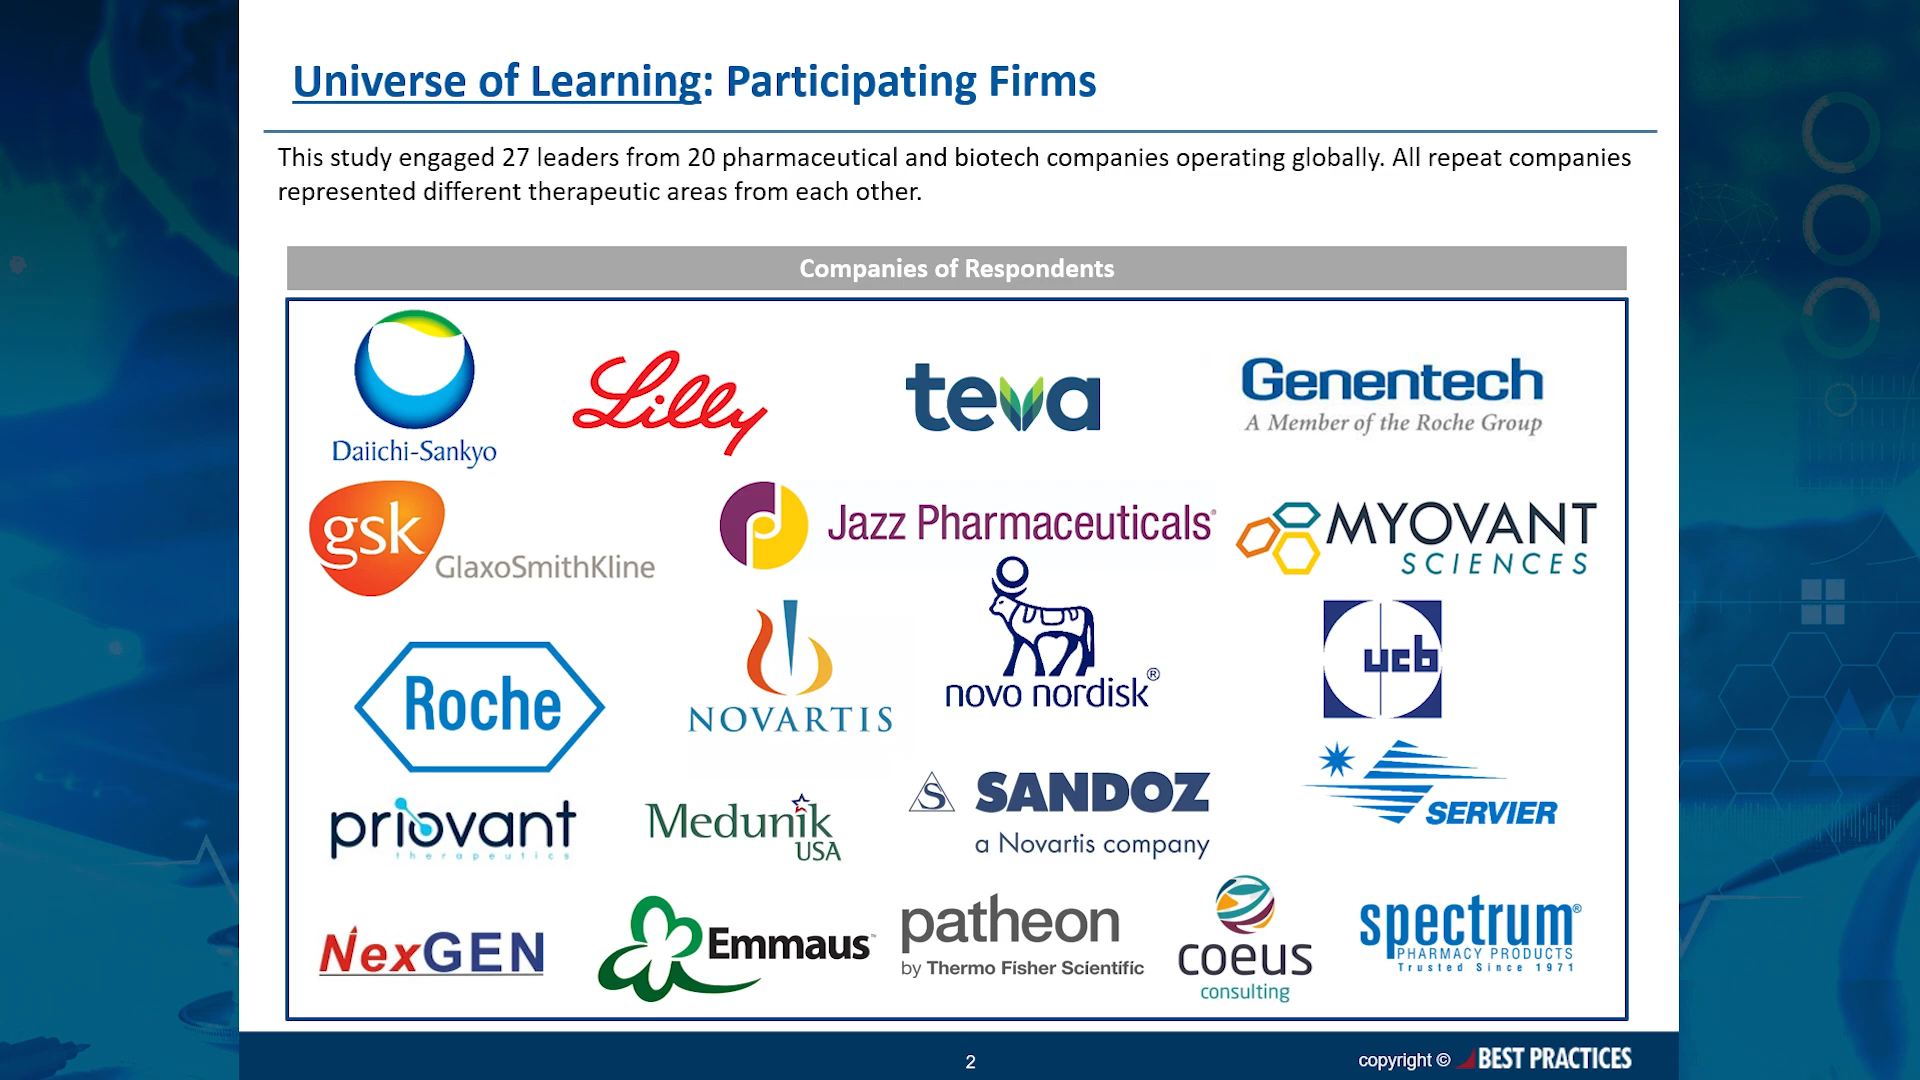 Universe of Learning: Participating Firms
This study engaged 27 leaders from 20 pharmaceutical and biotech companies operating globally. All repeat companies
represented different therapeutic areas from each other.
Companies of Respondents
Daiichi-Sankyo
Lilly
teva
Genentech
A Member of the Roche Group
gsk
GlaxoSmithKline
Jazz Pharmaceuticals®
MYOVANT
SCIENCES
Roche
NOVARTIS
novo nordisk®
ucb
priovant
therapeutics
Medunik
USA
S SANDOZ
a Novartis company
SERVIER
NexGEN
Emmaus™
patheon
by Thermo Fisher Scientific
coeus
consulting
spectrum®
PHARMACY PRODUCTS
Trusted Since 1971
2
copyright © BEST PRACTICES